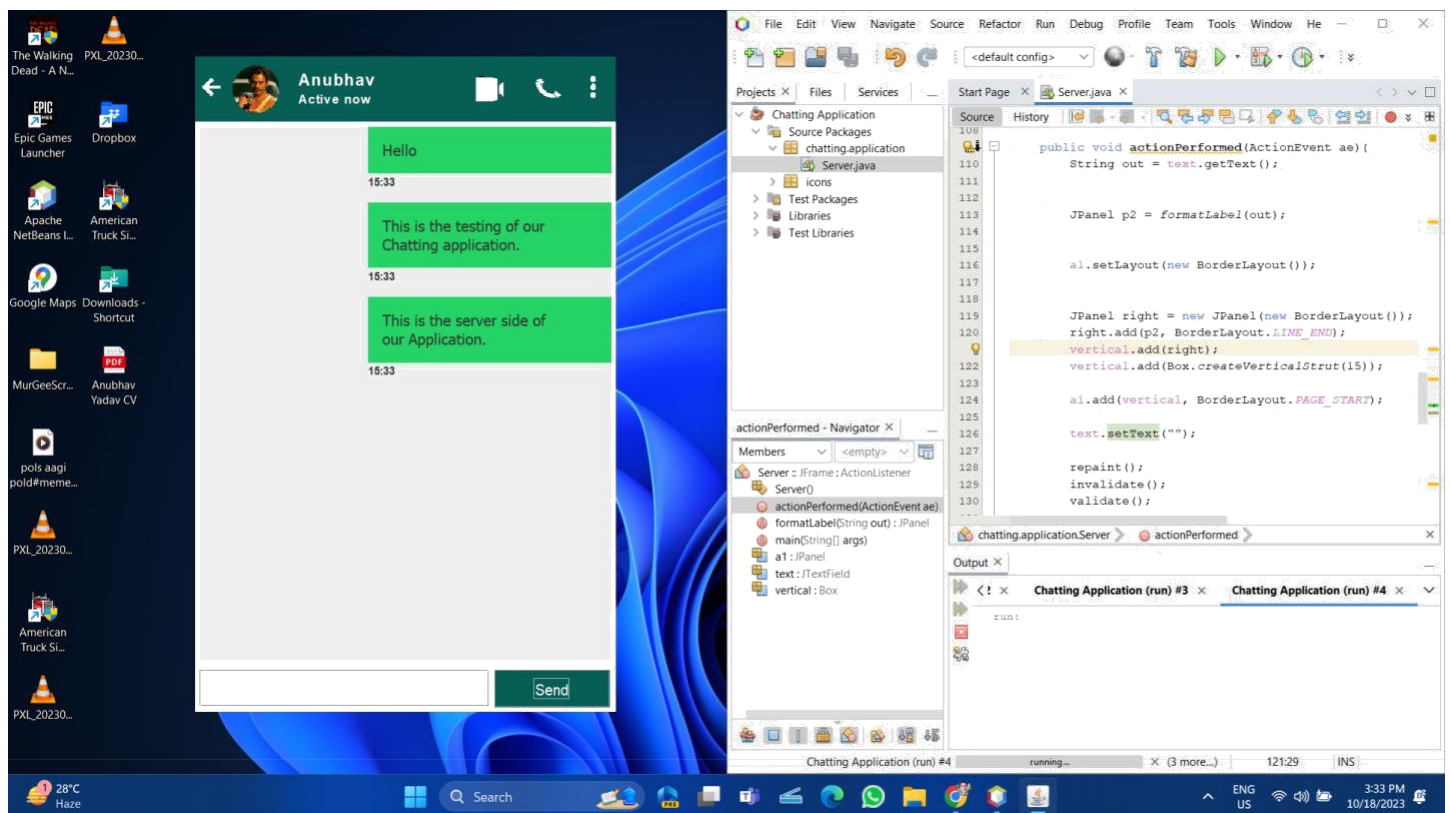 The Walking
Dead - A N...
PXL_20230...
EPIC
GAMES
Epic Games
Launcher
Dropbox
Apache
NetBeans I...
American
Truck Si...
Google Maps
Downloads -
Shortcut
MurGeeScr...
PDF
Anubhav
Yadav CV
pols aagi
pold#meme...
PXL_20230...
American
Truck Si...
PXL_20230...
Anubhav
Active now
Hello
15:33
This is the testing of our
Chatting application.
15:33
This is the server side of
our Application.
15:33
Send
File Edit View Navigate Source Refactor Run Debug Profile Team Tools Window He
<default config>
Projects × Files Services
Chatting Application
Source Packages
chatting.application
Server.java
icons
Test Packages
Libraries
Test Libraries
Start Page × Server.java ×
Source History
108
public void actionPerformed(ActionEvent ae){
110 String out = text.getText();
111
112
113 JPanel p2 = formatLabel(out);
114
115
116 a1.setLayout(new BorderLayout());
117
118
119 JPanel right = new JPanel(new BorderLayout());
120 right.add(p2, BorderLayout.LINE_END);
vertical.add(right);
122 vertical.add(Box.createVerticalStrut(15));
123
124 a1.add(vertical, BorderLayout.PAGE_START);
125
126 text.setText("");
127
128 repaint();
129 invalidate();
130 validate();
actionPerformed - Navigator ×
Members <empty>
Server :: JFrame : ActionListener
Server()
actionPerformed(ActionEvent ae)
formatLabel(String out) : JPanel
main(String[] args)
a1 : JPanel
text : JTextField
vertical : Box
chatting.application.Server actionPerformed
Output ×
<! × Chatting Application (run) #3 × Chatting Application (run) #4 ×
run:
Chatting Application (run) #4 running... × (3 more...) 121:29 INS
1
28°C
Haze
Search
PRE
ENG
US
3:33 PM
10/18/2023